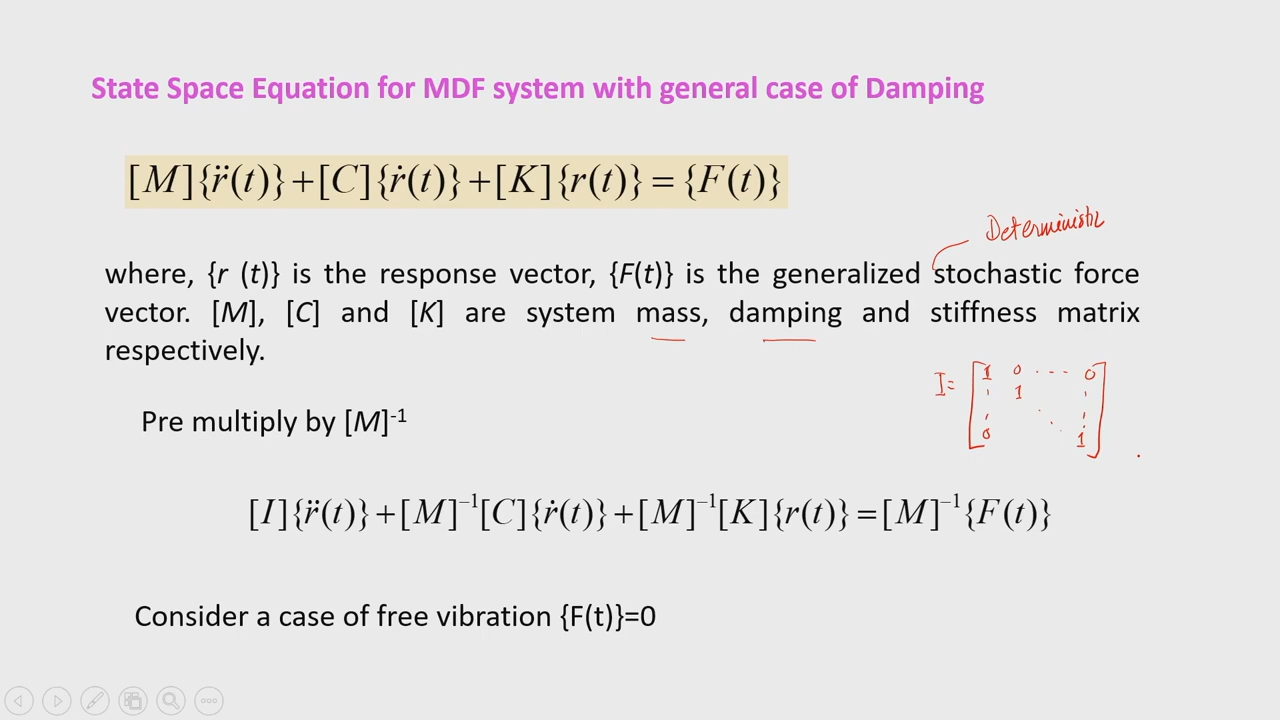 State Space Equation for MDF system with general case of Damping
[M]{r̈(t)}+[C]{ṙ(t)}+[K]{r(t)}={F(t)}
Deterministic
where, {r (t)} is the response vector, {F(t)} is the generalized stochastic force
vector. [M], [C] and [K] are system mass, damping and stiffness matrix
respectively.
I= [1 0 ... 0
1
0 1]
Pre multiply by [M]⁻¹
[I]{r̈(t)}+[M]⁻¹[C]{ṙ(t)}+[M]⁻¹[K]{r(t)}=[M]⁻¹{F(t)}
Consider a case of free vibration {F(t)}=0